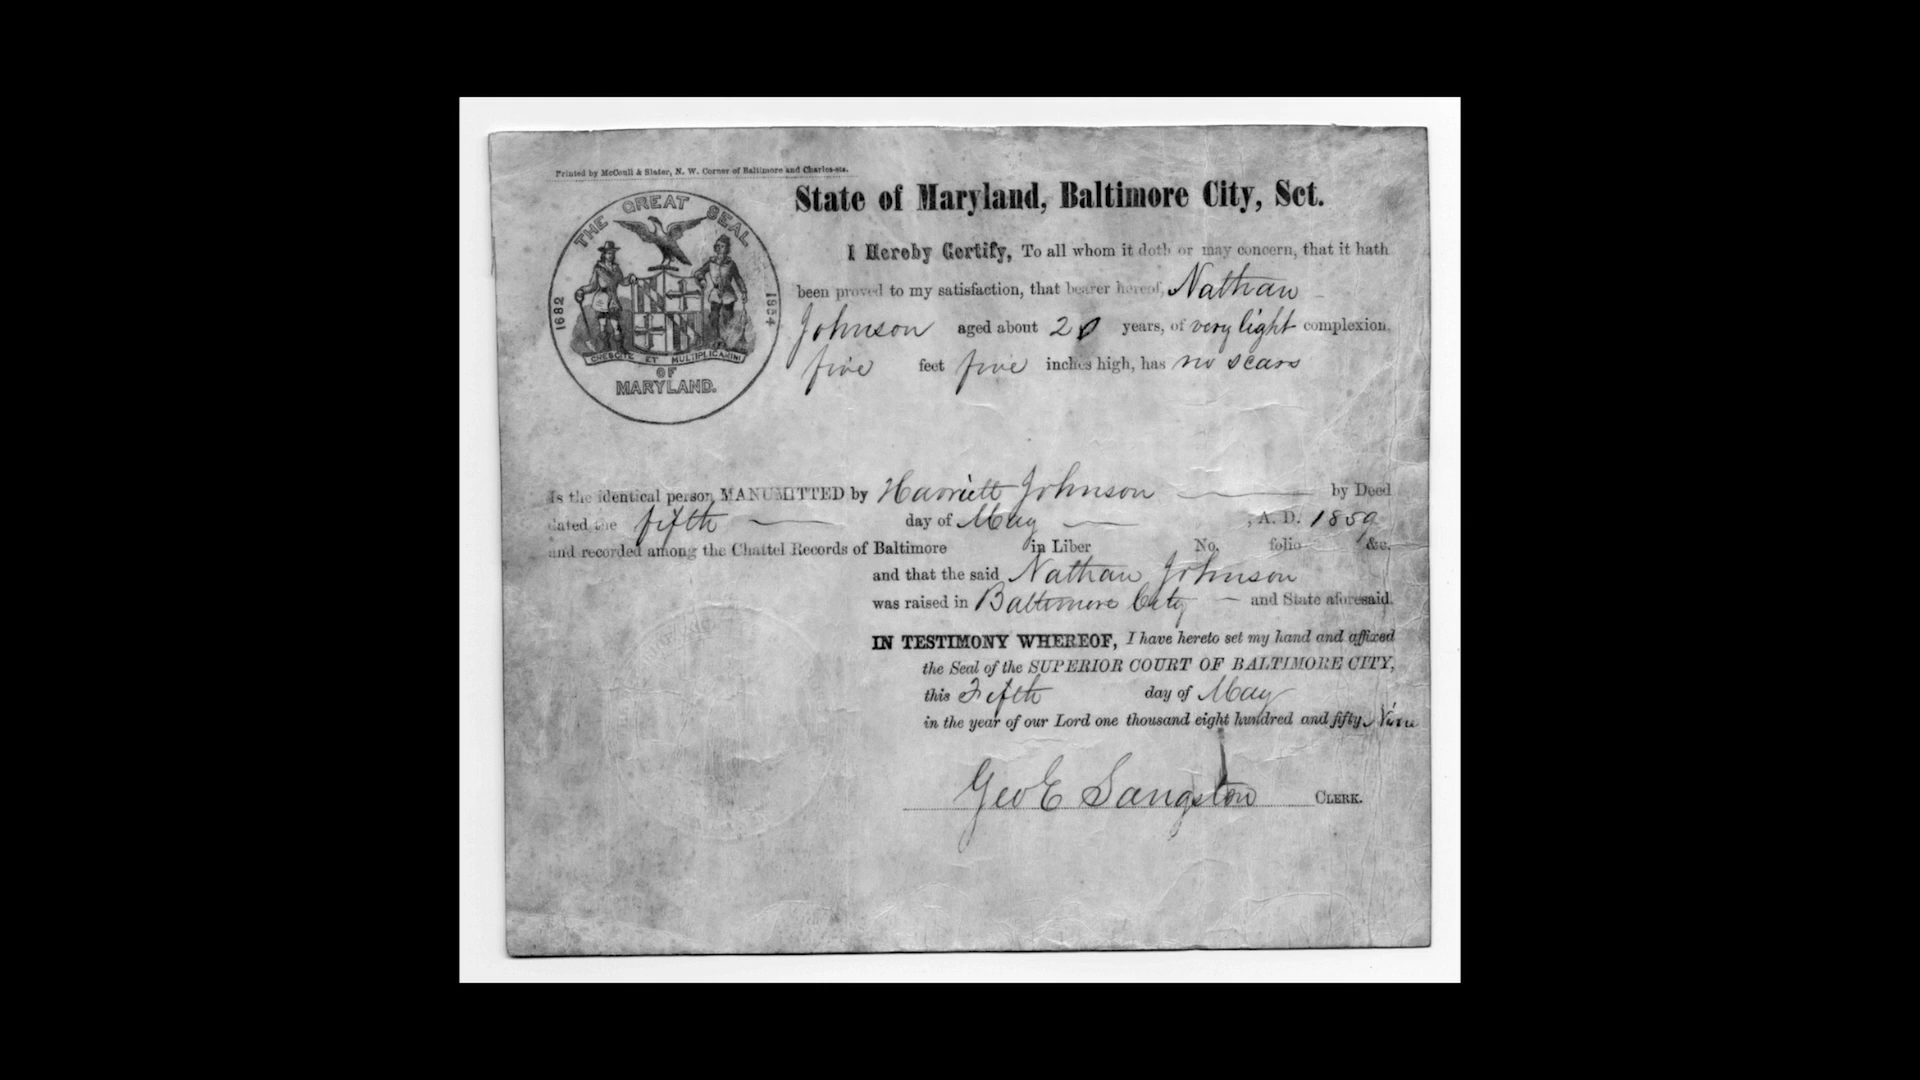 Printed by McCoull & Slater, N. W. Corner of Baltimore and Charles-sts.
THE GREAT SEAL
1632 1854
CRESCITE ET MULTIPLICAMINI
OF
MARYLAND.
State of Maryland, Baltimore City, Sct.
I Hereby Certify, To all whom it doth or may concern, that it hath
been proved to my satisfaction, that bearer hereof, Nathan
Johnson aged about 20 years, of very light complexion,
five feet five inches high, has no scars
Is the identical person MANUMITTED by Harriett Johnson by Deed
dated the fifth day of May , A. D. 1859
and recorded among the Chattel Records of Baltimore in Liber No. folio &c.
and that the said Nathan Johnson
was raised in Baltimore City and State aforesaid.
IN TESTIMONY WHEREOF, I have hereto set my hand and affixed
the Seal of the SUPERIOR COURT OF BALTIMORE CITY,
this Fifth day of May
in the year of our Lord one thousand eight hundred and fifty Nine
Geo E Sangston CLERK.